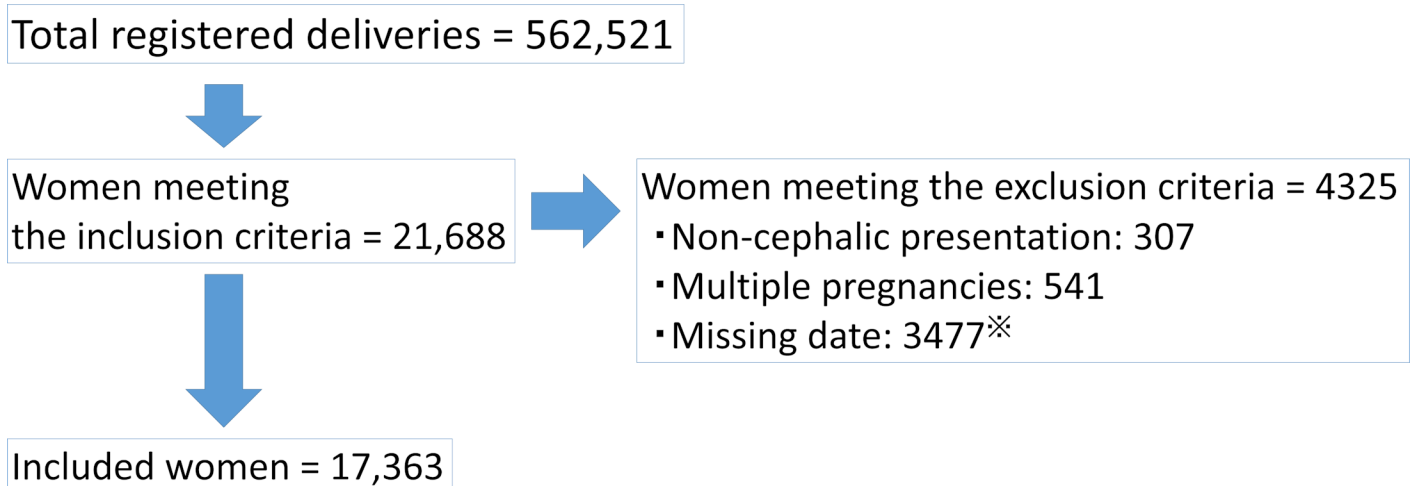 Total registered deliveries = 562,521
Women meeting
the inclusion criteria = 21,688
Women meeting the exclusion criteria = 4325
・Non-cephalic presentation: 307
・Multiple pregnancies: 541
・Missing date: 3477※
Included women = 17,363